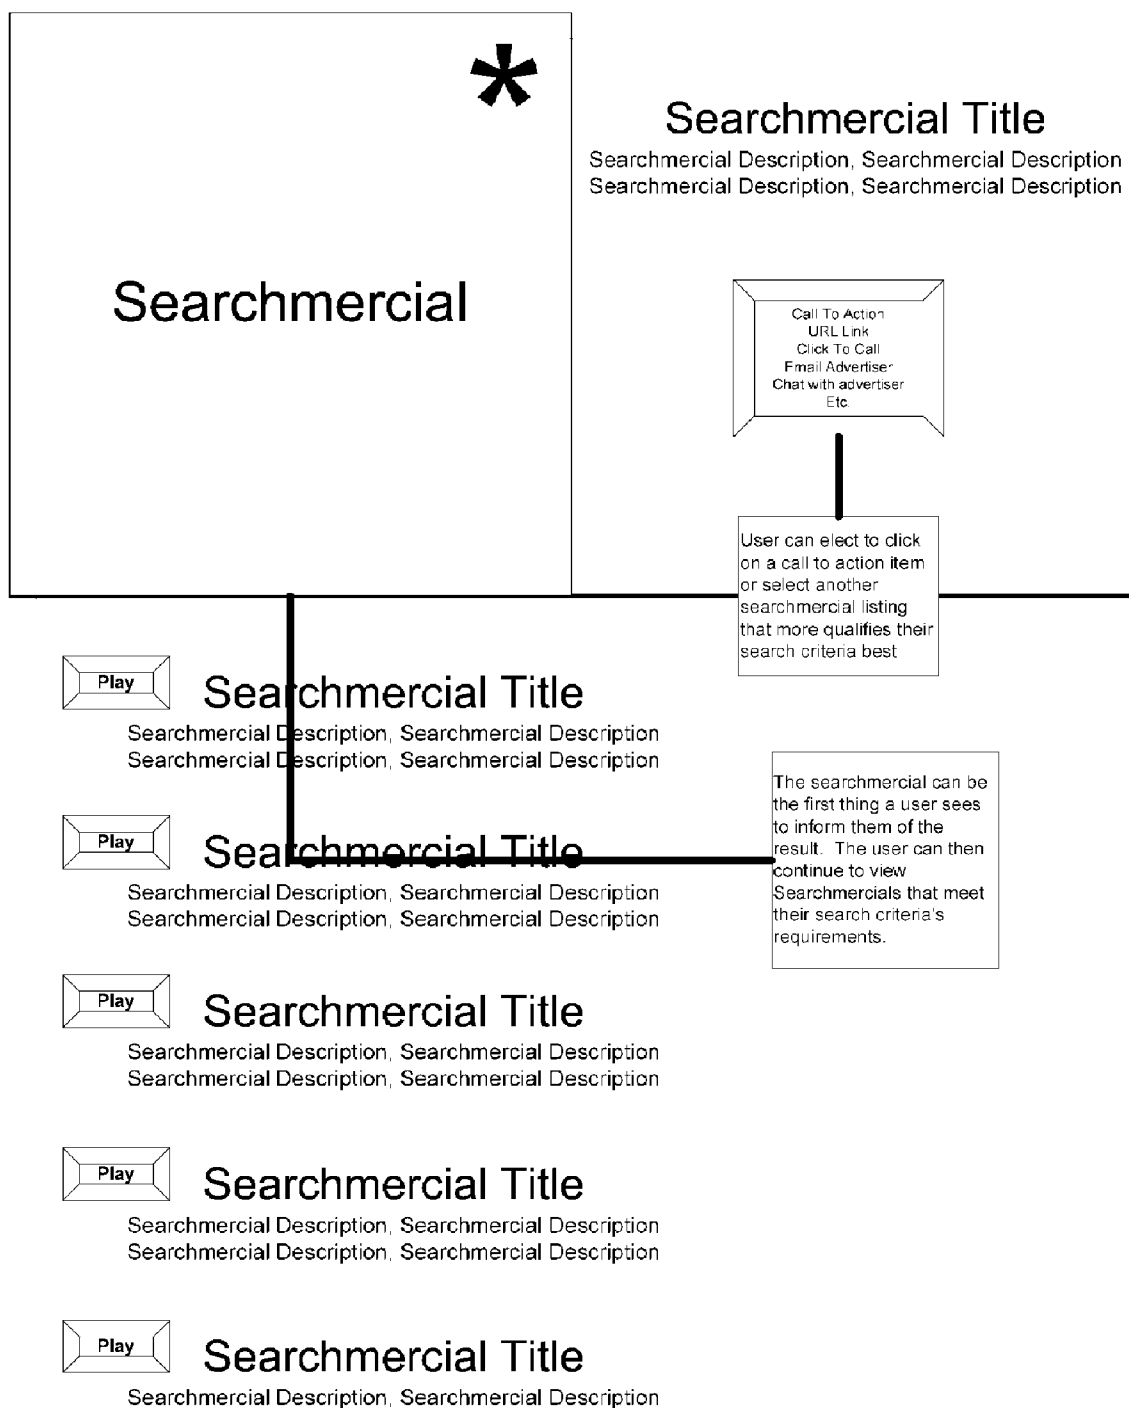 *
Searchmercial
Searchmercial Title
Searchmercial Description, Searchmercial Description
Searchmercial Description, Searchmercial Description
Call To Action
URL Link
Click To Call
Email Advertiser
Chat with advertiser
Etc.
User can elect to click
on a call to action item
or select another
searchmercial listing
that more qualifies their
search criteria best
Play
Searchmercial Title
Searchmercial Description, Searchmercial Description
Searchmercial Description, Searchmercial Description
The searchmercial can be
the first thing a user sees
to inform them of the
result. The user can then
continue to view
Searchmercials that meet
their search criteria's
requirements.
Play
Searchmercial Title
Searchmercial Description, Searchmercial Description
Searchmercial Description, Searchmercial Description
Play
Searchmercial Title
Searchmercial Description, Searchmercial Description
Searchmercial Description, Searchmercial Description
Play
Searchmercial Title
Searchmercial Description, Searchmercial Description
Searchmercial Description, Searchmercial Description
Play
Searchmercial Title
Searchmercial Description, Searchmercial Description